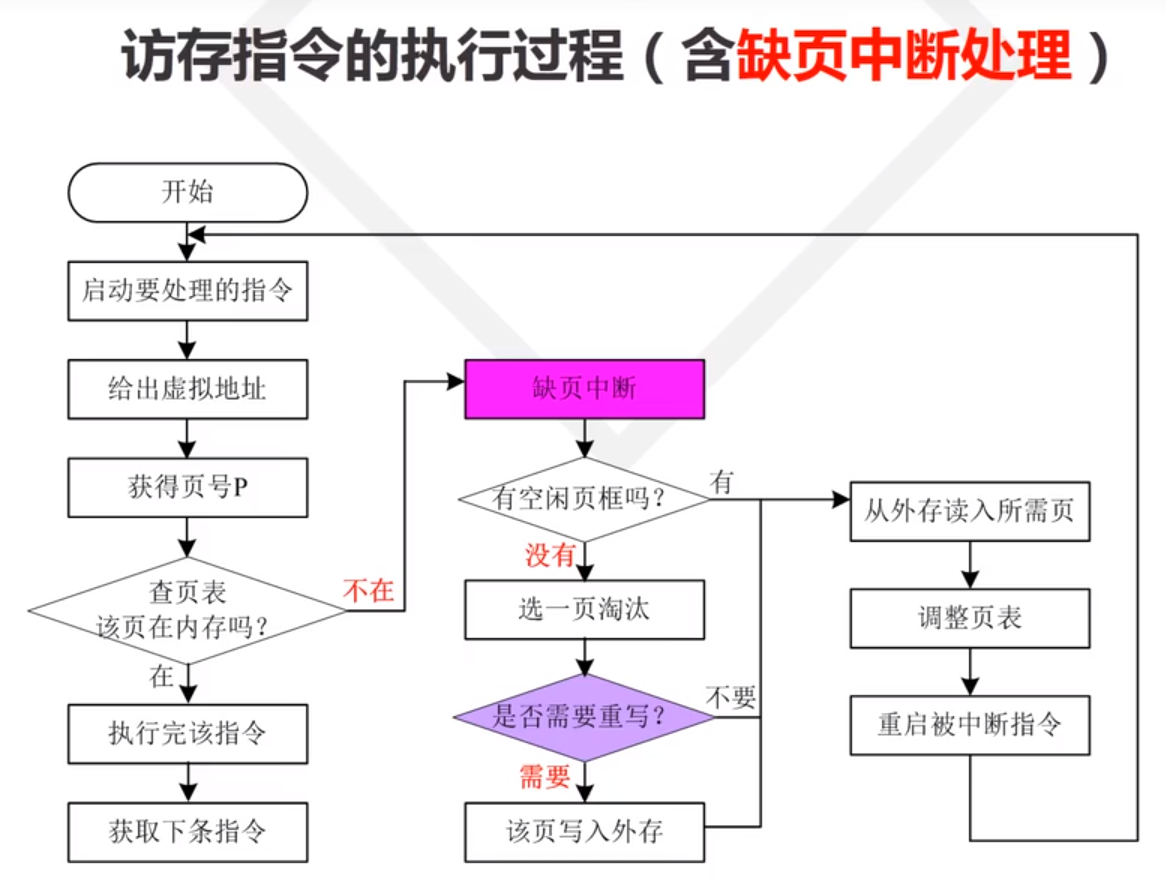 访存指令的执行过程（含缺页中断处理）
开始
启动要处理的指令
给出虚拟地址
获得页号P
查页表
该页在内存吗？
不在
在
执行完该指令
获取下条指令
缺页中断
有空闲页框吗？
有
没有
选一页淘汰
是否需要重写？
不要
需要
该页写入外存
从外存读入所需页
调整页表
重启被中断指令